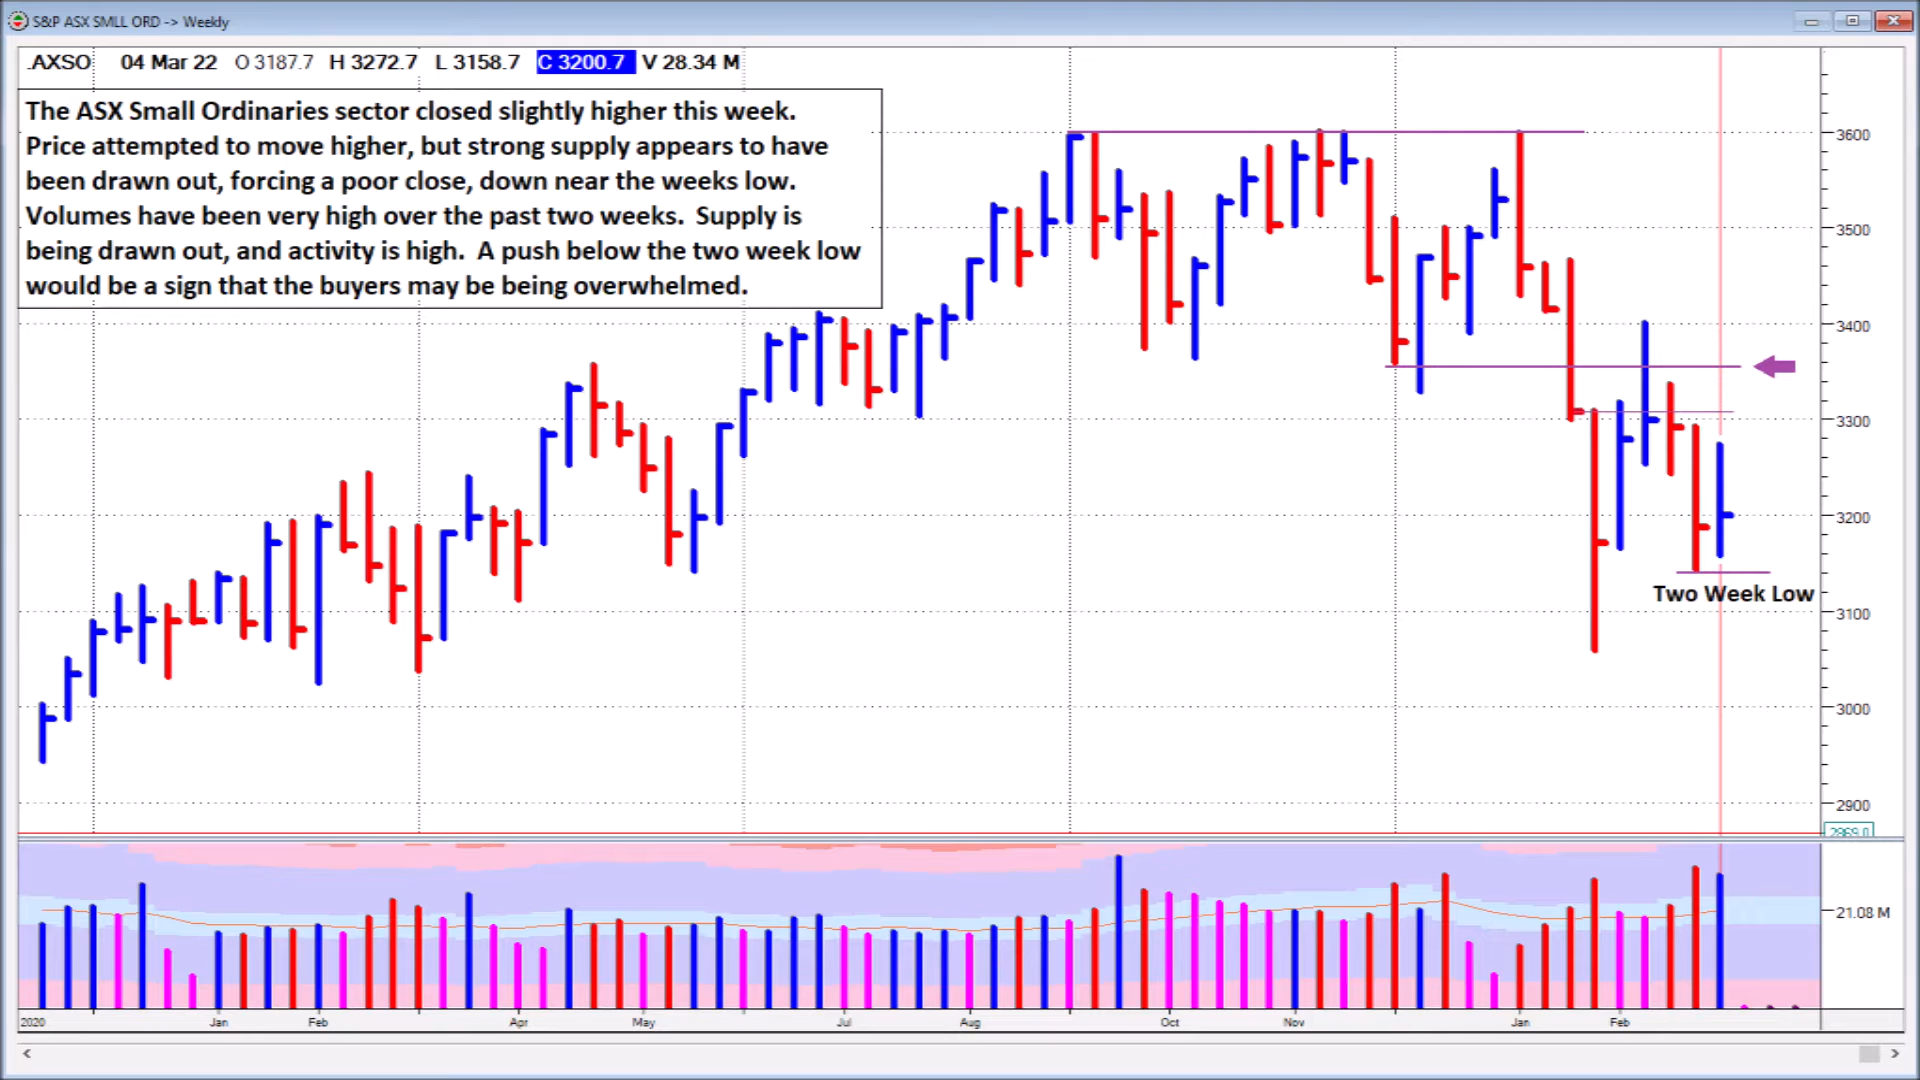 S&P ASX SMLL ORD -> Weekly
.AXSO 04 Mar 22 O 3187.7 H 3272.7 L 3158.7 C 3200.7 V 28.34 M
The ASX Small Ordinaries sector closed slightly higher this week.
Price attempted to move higher, but strong supply appears to have
been drawn out, forcing a poor close, down near the weeks low.
Volumes have been very high over the past two weeks. Supply is
being drawn out, and activity is high. A push below the two week low
would be a sign that the buyers may be being overwhelmed.
3600
3500
3400
3300
3200
Two Week Low
3100
3000
2900
2869.0
21.08 M
2020 Jan Feb Apr May Jul Aug Oct Nov Jan Feb